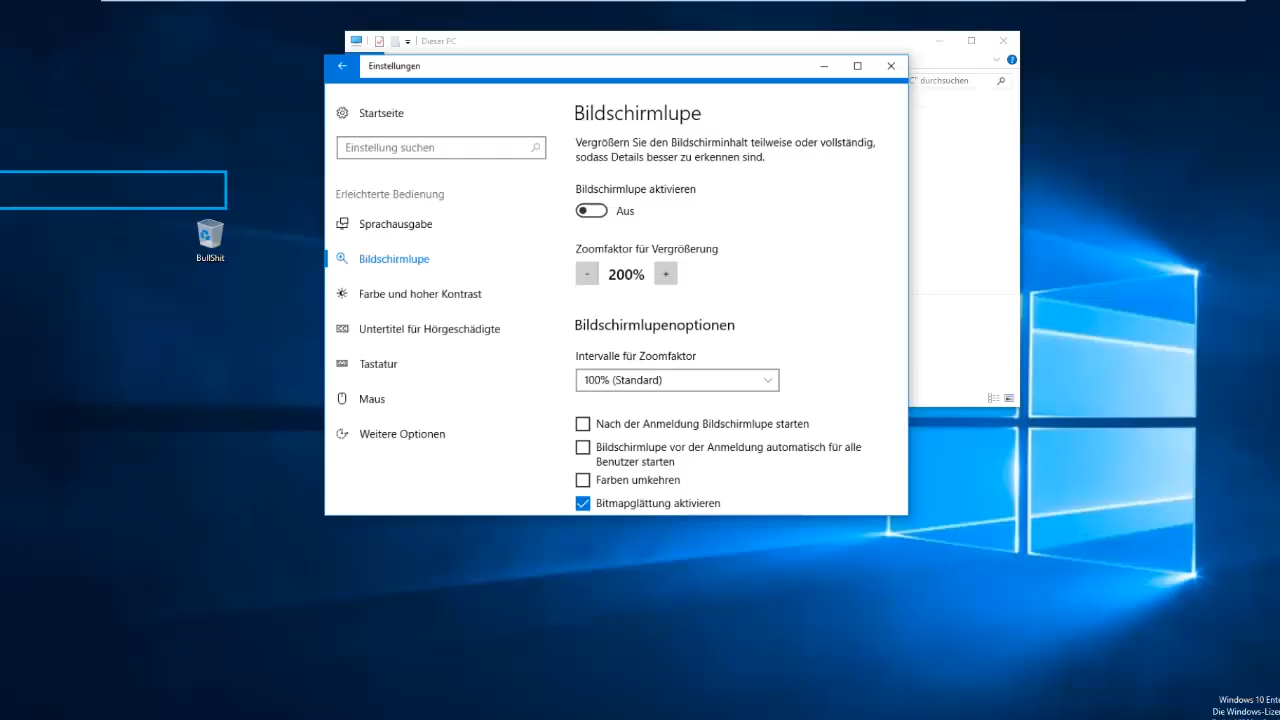 Dieser PC
Einstellungen
durchsuchen
Startseite
Bildschirmlupe
Einstellung suchen
Vergrößern Sie den Bildschirminhalt teilweise oder vollständig,
sodass Details besser zu erkennen sind.
Erleichterte Bedienung
Bildschirmlupe aktivieren
Aus
Sprachausgabe
Bildschirmlupe
Farbe und hoher Kontrast
Untertitel für Hörgeschädigte
Tastatur
Maus
Weitere Optionen
Zoomfaktor für Vergrößerung
- 200% +
Bildschirmlupenoptionen
Intervalle für Zoomfaktor
100% (Standard)
Nach der Anmeldung Bildschirmlupe starten
Bildschirmlupe vor der Anmeldung automatisch für alle
Benutzer starten
Farben umkehren
Bitmapglättung aktivieren
BullShit
Windows 10 Ente
Die Windows-Lize